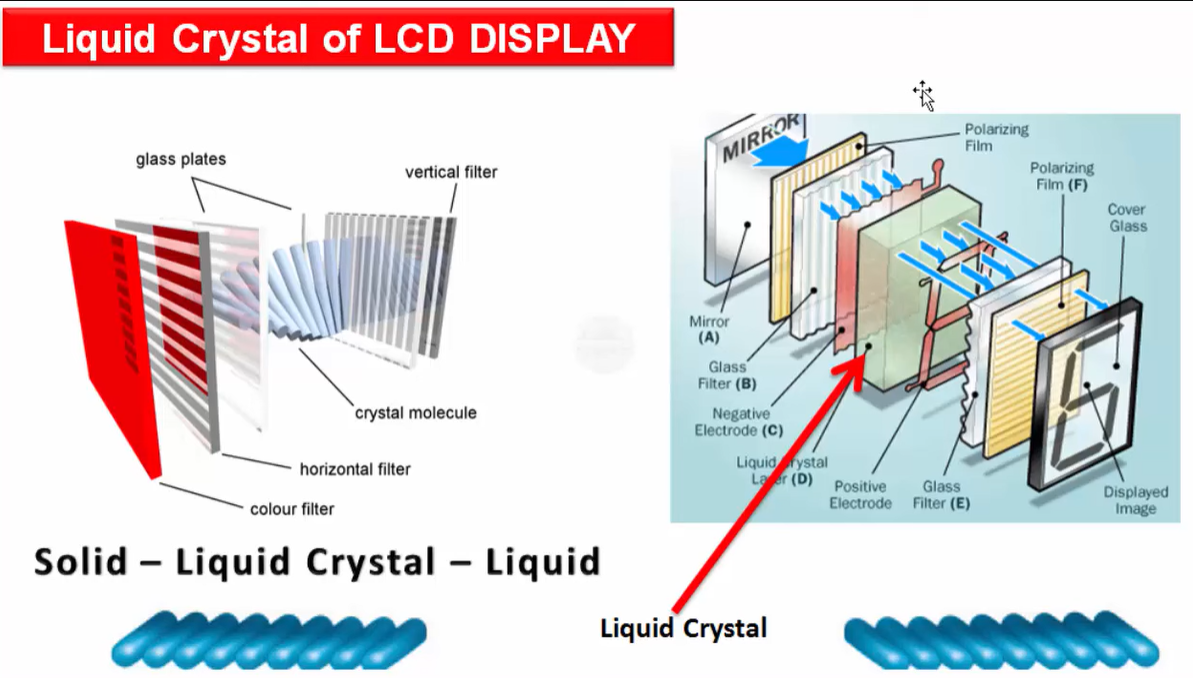 Liquid Crystal of LCD DISPLAY
glass plates
vertical filter
crystal molecule
horizontal filter
colour filter
MIRROR
Polarizing
Film
Polarizing
Film (F)
Cover
Glass
Mirror
(A)
Glass
Filter (B)
Negative
Electrode (C)
Liquid Crystal
Layer (D)
Positive
Electrode
Glass
Filter (E)
Displayed
Image
Solid – Liquid Crystal – Liquid
Liquid Crystal